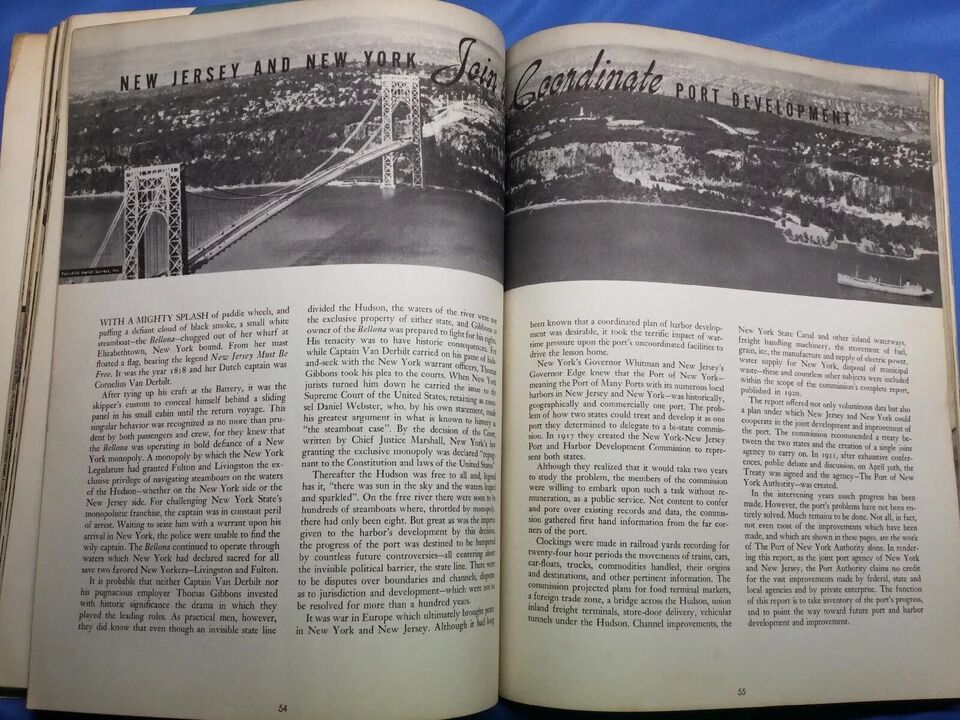 NEW JERSEY AND NEW YORK Join
Coordinate PORT DEVELOPMENT
Fairchild Aerial Surveys, Inc.
WITH A MIGHTY SPLASH of paddle wheels, and
puffing a defiant cloud of black smoke, a small white
steamboat—the Bellona—chugged out of her wharf at
Elizabethtown, New York bound. From her mast
floated a flag, bearing the legend New Jersey Must Be
Free. It was the year 1818 and her Dutch captain was
Cornelius Van Derbilt.
After tying up his craft at the Battery, it was the
skipper's custom to conceal himself behind a sliding
panel in his small cabin until the return voyage. This
singular behavior was recognized as no more than pru-
dent by both passengers and crew, for they knew that
the Bellona was operating in bold defiance of a New
York monopoly. A monopoly by which the New York
Legislature had granted Fulton and Livingston the ex-
clusive privilege of navigating steamboats on the waters
of the Hudson—whether on the New York side or the
New Jersey side. For challenging New York State's
monopolistic franchise, the captain was in constant peril
of arrest. Waiting to seize him with a warrant upon his
arrival in New York, the police were unable to find the
wily captain. The Bellona continued to operate through
waters which New York had declared sacred for all
save two favored New Yorkers—Livingston and Fulton.
It is probable that neither Captain Van Derbilt nor
his pugnacious employer Thomas Gibbons invested
with historic significance the drama in which they
played the leading roles. As practical men, however,
they did know that even though an invisible state line
divided the Hudson, the waters of the river were not
the exclusive property of either state, and Gibbons as
owner of the Bellona was prepared to fight for his rights.
His tenacity was to have historic consequences. For
while Captain Van Derbilt carried on his game of hide-
and-seek with the New York warrant officers, Thomas
Gibbons took his plea to the courts. When New York
jurists turned him down he carried the issue to the
Supreme Court of the United States, retaining as coun-
sel Daniel Webster, who, by his own statement, made
his greatest argument in what is known to history as
"the steamboat case". By the decision of the Court,
written by Chief Justice Marshall, New York's law
granting the exclusive monopoly was declared "repug-
nant to the Constitution and laws of the United States"
Thereafter the Hudson was free to all and, legend
has it, "there was sun in the sky and the waters leaped
and sparkled". On the free river there were soon to be
hundreds of steamboats where, throttled by monopoly,
there had only been eight. But great as was the impetus
given to the harbor's development by this decision,
the progress of the port was destined to be hampered
by countless future controversies—all centering about
the invisible political barrier, the state line. There were
to be disputes over boundaries and channels, disputes
as to jurisdiction and development—which were not to
be resolved for more than a hundred years.
It was war in Europe which ultimately brought peace
in New York and New Jersey. Although it had long
54
been known that a coordinated plan of harbor develop-
ment was desirable, it took the terrific impact of war-
time pressure upon the port's uncoordinated facilities to
drive the lesson home.
New York's Governor Whitman and New Jersey's
Governor Edge knew that the Port of New York—
meaning the Port of Many Ports with its numerous local
harbors in New Jersey and New York—was historically,
geographically and commercially one port. The prob-
lem of how two states could treat and develop it as one
port they determined to delegate to a bi-state commis-
sion. In 1917 they created the New York-New Jersey
Port and Harbor Development Commission to repre-
sent both states.
Although they realized that it would take two years
to study the problem, the members of the commission
were willing to embark upon such a task without re-
muneration, as a public service. Not content to confer
and pore over existing records and data, the commis-
sion gathered first hand information from the far cor-
ners of the port.
Clockings were made in railroad yards recording for
twenty-four hour periods the movements of trains, cars,
car-floats, trucks, commodities handled, their origins
and destinations, and other pertinent information. The
commission projected plans for food terminal markets,
a foreign trade zone, a bridge across the Hudson, union
inland freight terminals, store-door delivery, vehicular
tunnels under the Hudson. Channel improvements, the
New York State Canal and other inland waterways,
freight handling machinery, the movement of fuel,
grain, ice, the manufacture and supply of electric power,
water supply for New York, disposal of municipal
waste—these and countless other subjects were included
within the scope of the commission's complete report,
published in 1920.
The report offered not only voluminous data but also
a plan under which New Jersey and New York could
cooperate in the joint development and improvement of
the port. The commission recommended a treaty be-
tween the two states and the creation of a single joint
agency to carry on. In 1921, after exhaustive confer-
ences, public debate and discussion, on April 30th, the
Treaty was signed and the agency—The Port of New
York Authority—was created.
In the intervening years much progress has been
made. However, the port's problems have not been en-
tirely solved. Much remains to be done. Not all, in fact,
not even most of the improvements which have been
made, and which are shown in these pages, are the work
of The Port of New York Authority alone. In render-
ing this report, as the joint port agency of New York
and New Jersey, the Port Authority claims no credit
for the vast improvements made by federal, state and
local agencies and by private enterprise. The function
of this report is to take inventory of the port's progress,
and to point the way toward future port and harbor
development and improvement.
55